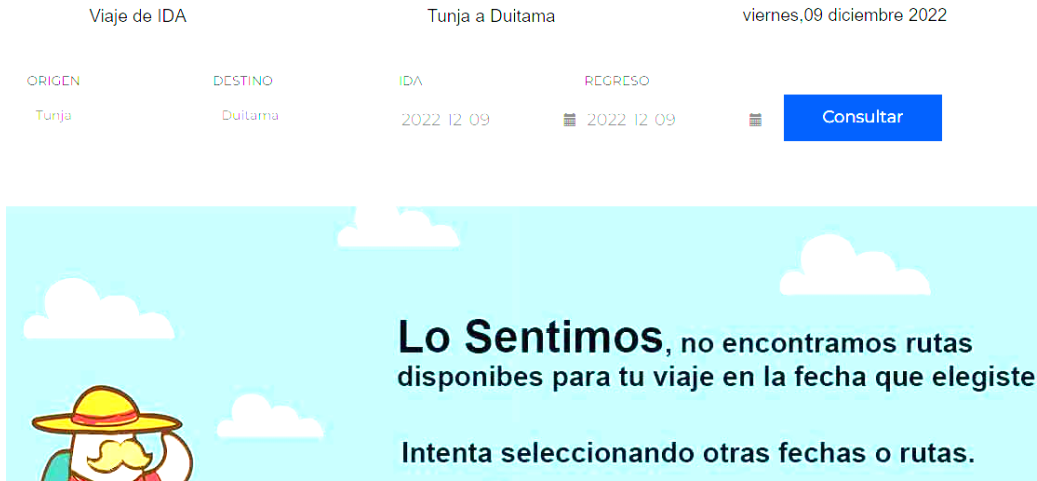 Viaje de IDA Tunja a Duitama viernes,09 diciembre 2022
ORIGEN DESTINO IDA REGRESO
Tunja Duitama 2022 12 09 2022 12 09 Consultar
Lo Sentimos, no encontramos rutas
disponibes para tu viaje en la fecha que elegiste
Intenta seleccionando otras fechas o rutas.